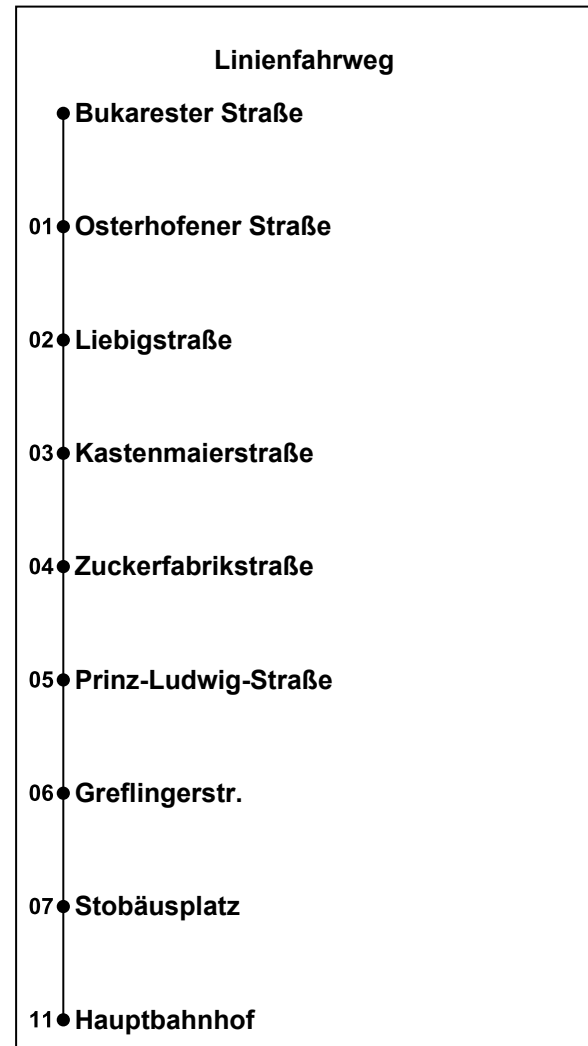 Linienfahrweg
Bukarester Straße
01 Osterhofener Straße
02 Liebigstraße
03 Kastenmaierstraße
04 Zuckerfabrikstraße
05 Prinz-Ludwig-Straße
06 Greflingerstr.
07 Stobäusplatz
11 Hauptbahnhof